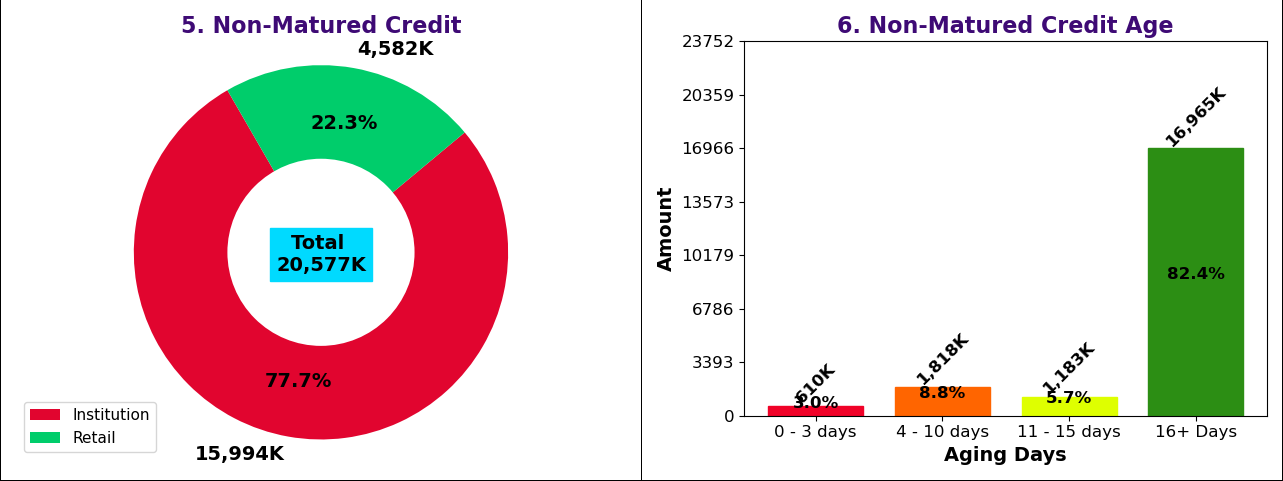 5. Non-Matured Credit
4,582K
22.3%
Total
20,577K
77.7%
15,994K
Institution
Retail
6. Non-Matured Credit Age
Amount
23752
20359
16966
13573
10179
6786
3393
0
610K
3.0%
1,818K
8.8%
1,183K
5.7%
16,965K
82.4%
0 - 3 days
4 - 10 days
11 - 15 days
16+ Days
Aging Days